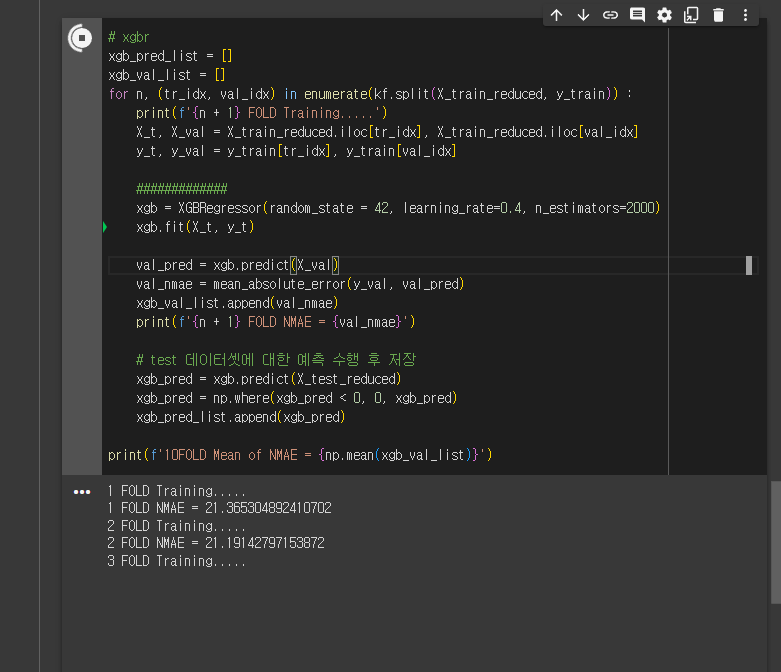 # xgbr
xgb_pred_list = []
xgb_val_list = []
for n, (tr_idx, val_idx) in enumerate(kf.split(X_train_reduced, y_train)) :
    print(f'{n + 1} FOLD Training.....')
    X_t, X_val = X_train_reduced.iloc[tr_idx], X_train_reduced.iloc[val_idx]
    y_t, y_val = y_train[tr_idx], y_train[val_idx]
    #############
    xgb = XGBRegressor(random_state = 42, learning_rate=0.4, n_estimators=2000)
    xgb.fit(X_t, y_t)
    val_pred = xgb.predict(X_val)
    val_nmae = mean_absolute_error(y_val, val_pred)
    xgb_val_list.append(val_nmae)
    print(f'{n + 1} FOLD NMAE = {val_nmae}')
    # test 데이터셋에 대한 예측 수행 후 저장
    xgb_pred = xgb.predict(X_test_reduced)
    xgb_pred = np.where(xgb_pred < 0, 0, xgb_pred)
    xgb_pred_list.append(xgb_pred)
print(f'10FOLD Mean of NMAE = {np.mean(xgb_val_list)}')
1 FOLD Training.....
1 FOLD NMAE = 21.365304892410702
2 FOLD Training.....
2 FOLD NMAE = 21.19142797153872
3 FOLD Training.....